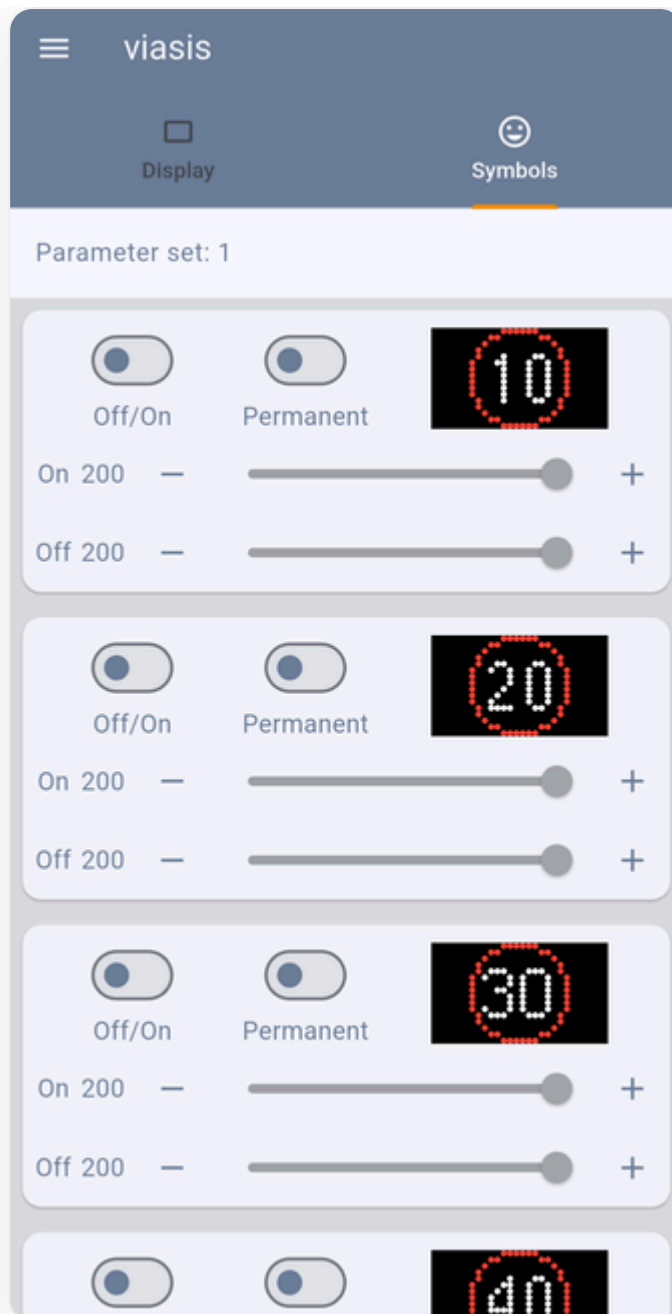 viasis
Display Symbols
Parameter set: 1
10
Off/On Permanent
On 200 − +
Off 200 − +
20
Off/On Permanent
On 200 − +
Off 200 − +
30
Off/On Permanent
On 200 − +
Off 200 − +
40